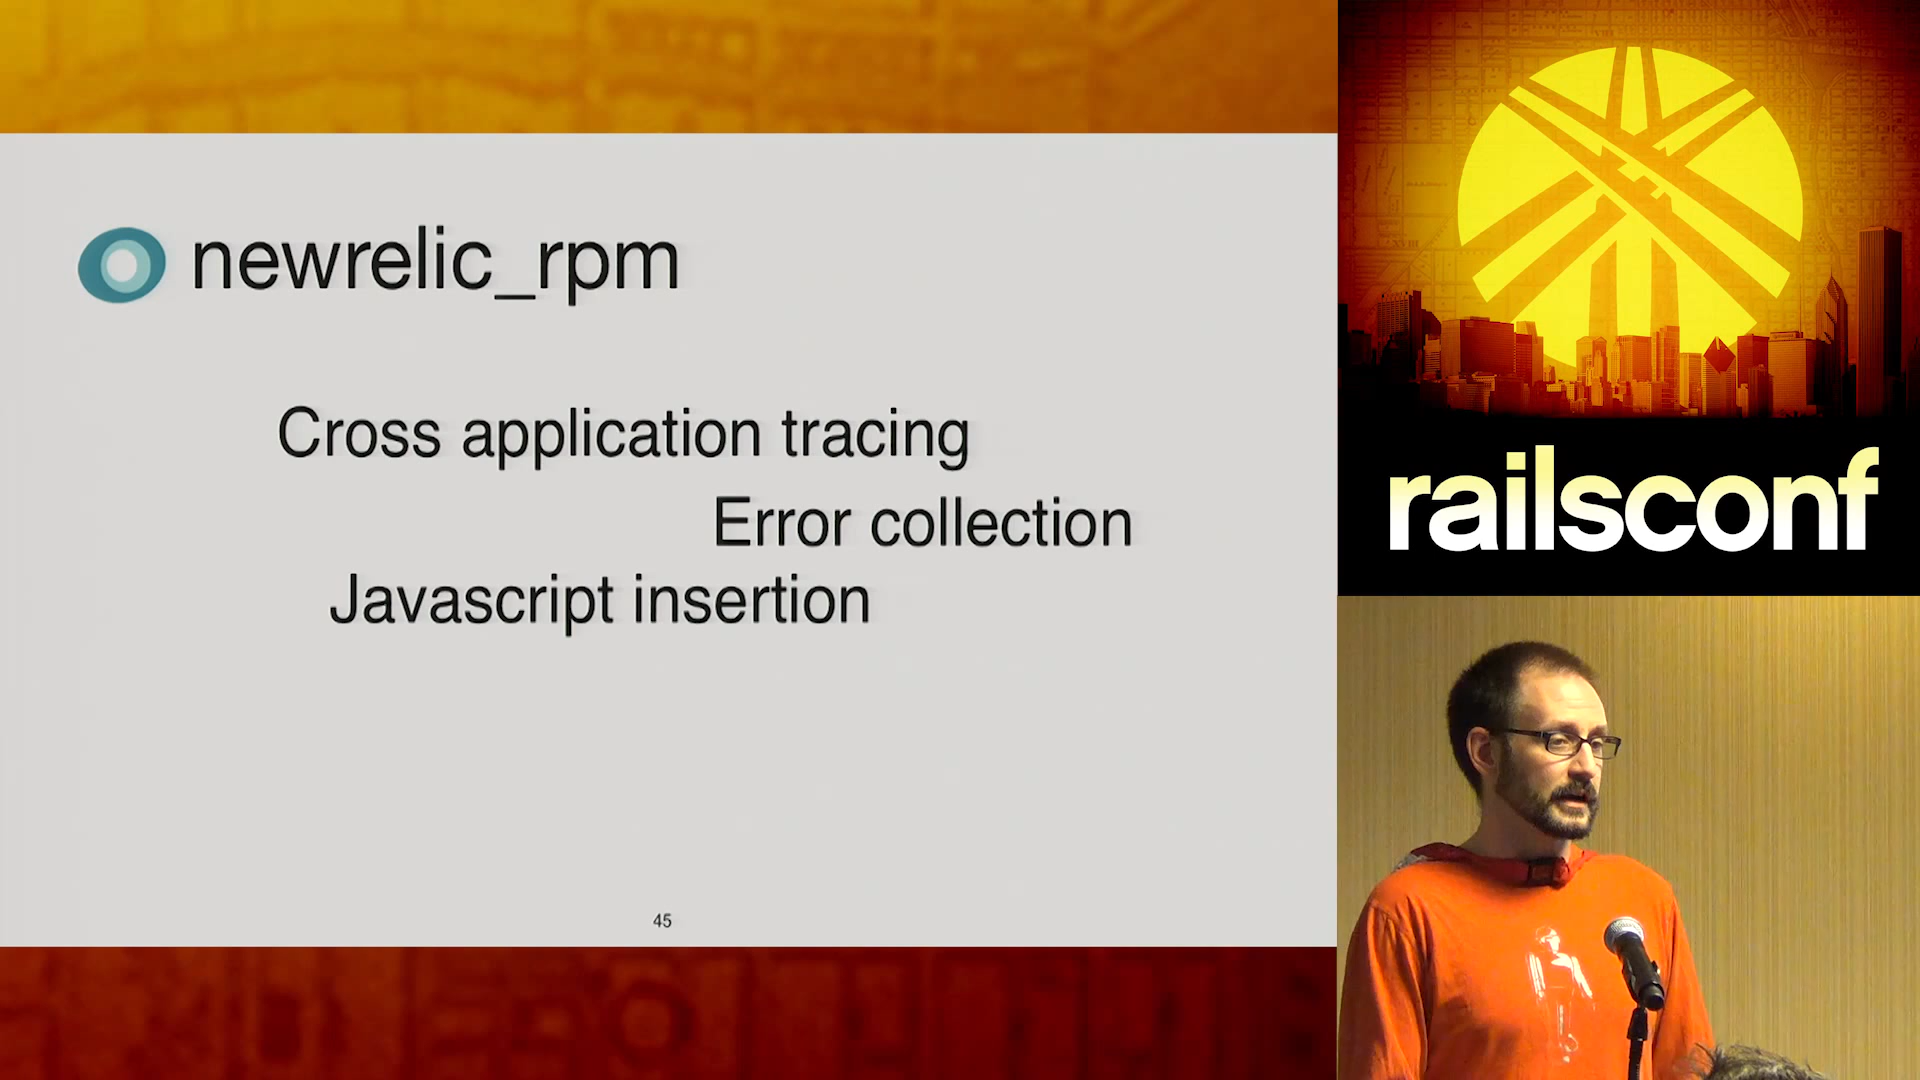 newrelic_rpm
Cross application tracing
Error collection
Javascript insertion
45
railsconf